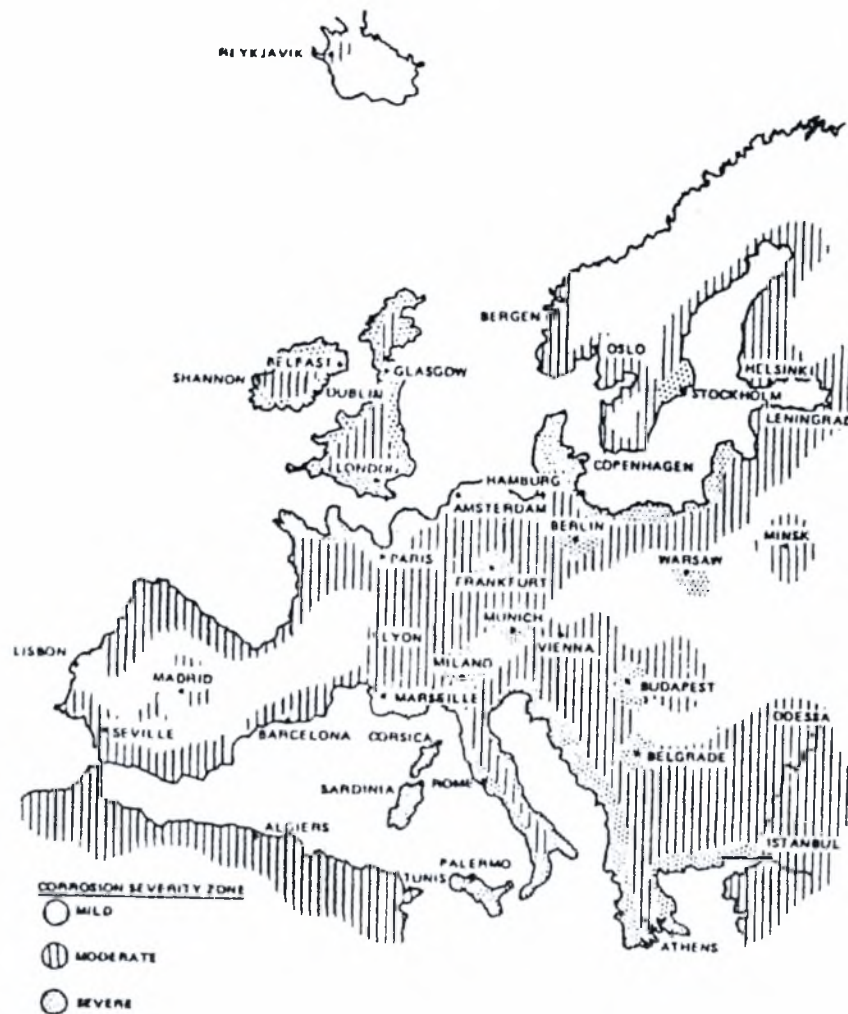 REYKJAVIK
BERGEN
OSLO
HELSINKI
STOCKHOLM
LENINGRAD
BELFAST
SHANNON
GLASGOW
DUBLIN
LONDON
COPENHAGEN
HAMBURG
AMSTERDAM
BERLIN
MINSK
PARIS
WARSAW
FRANKFURT
MUNICH
LYON
VIENNA
LISBON
MILANO
MADRID
BUDAPEST
MARSEILLE
ODESSA
SEVILLE
BARCELONA
CORSICA
BELGRADE
SARDINIA
ROME
ALGIERS
ISTANBUL
PALERMO
TUNIS
ATHENS
CORROSION SEVERITY ZONE
MILD
MODERATE
SEVERE